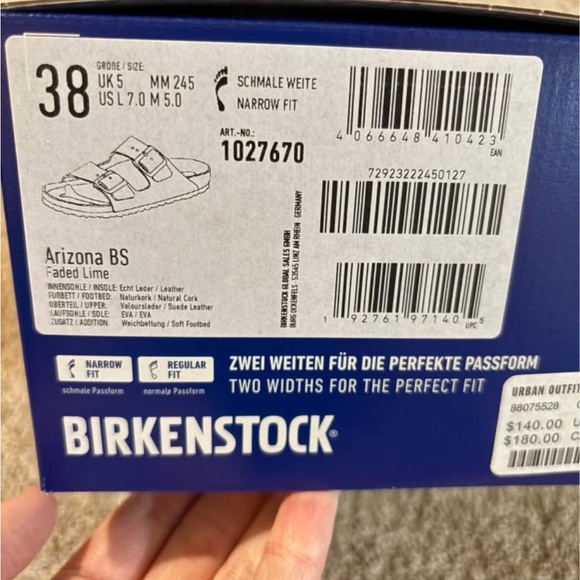 38
GRÖßE / SIZE
UK 5 MM 245
US L 7.0 M 5.0
SCHMALE WEITE
NARROW FIT
ART.-NO.:
1027670
4 066648 410423
EAN
72923222450127
1 92761 97140 5
UPC
BIRKENSTOCK GLOBAL SALES GMBH
BURG OCKENFELS · 53545 LINZ AM RHEIN GERMANY
Arizona BS
Faded Lime
INNENSOHLE / INSOLE: Echt Leder / Leather
FUßBETT / FOOTBED: Naturkork / Natural Cork
OBERTEIL / UPPER: Veloursleder / Suede Leather
LAUFSOHLE / SOLE: EVA / EVA
ZUSATZ / ADDITION: Weichbettung / Soft Footbed
NARROW
FIT
schmale Passform
REGULAR
FIT
normale Passform
ZWEI WEITEN FÜR DIE PERFEKTE PASSFORM
TWO WIDTHS FOR THE PERFECT FIT
BIRKENSTOCK®
URBAN OUTFIT
88075528
$140.00 U
$180.00 C